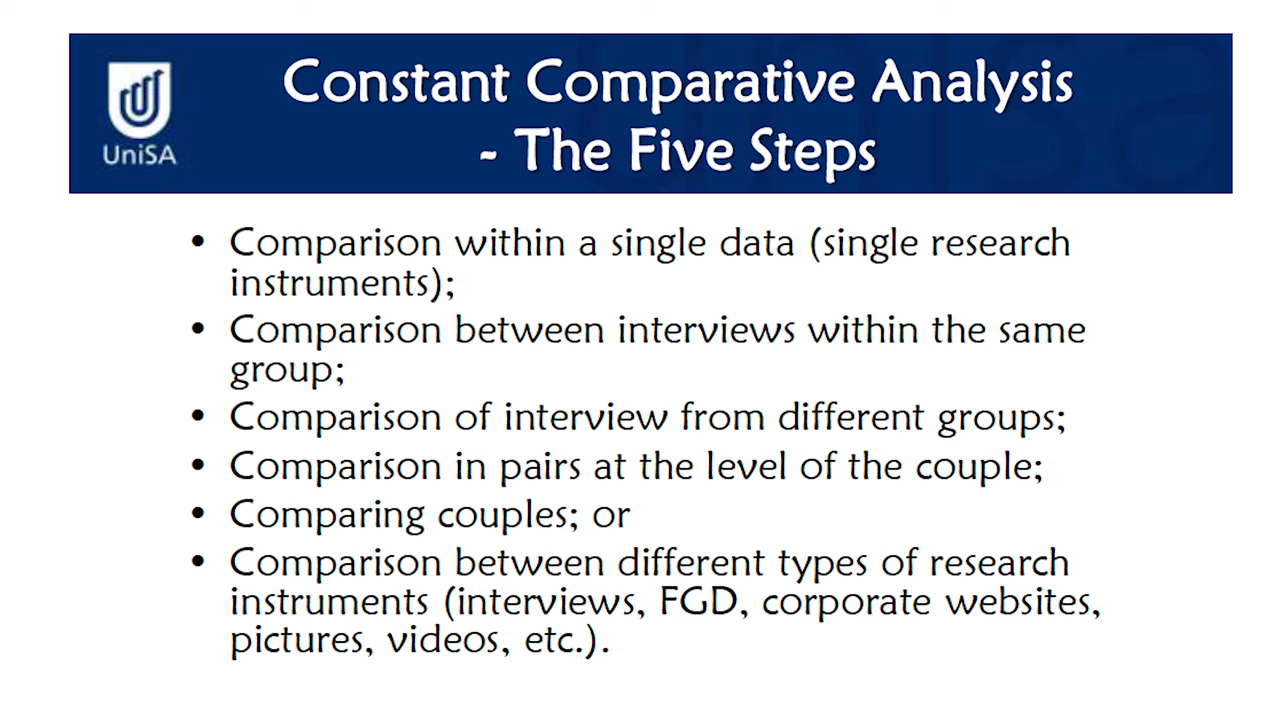 Constant Comparative Analysis
- The Five Steps
UniSA
• Comparison within a single data (single research
instruments);
• Comparison between interviews within the same
group;
• Comparison of interview from different groups;
• Comparison in pairs at the level of the couple;
• Comparing couples; or
• Comparison between different types of research
instruments (interviews, FGD, corporate websites,
pictures, videos, etc.).